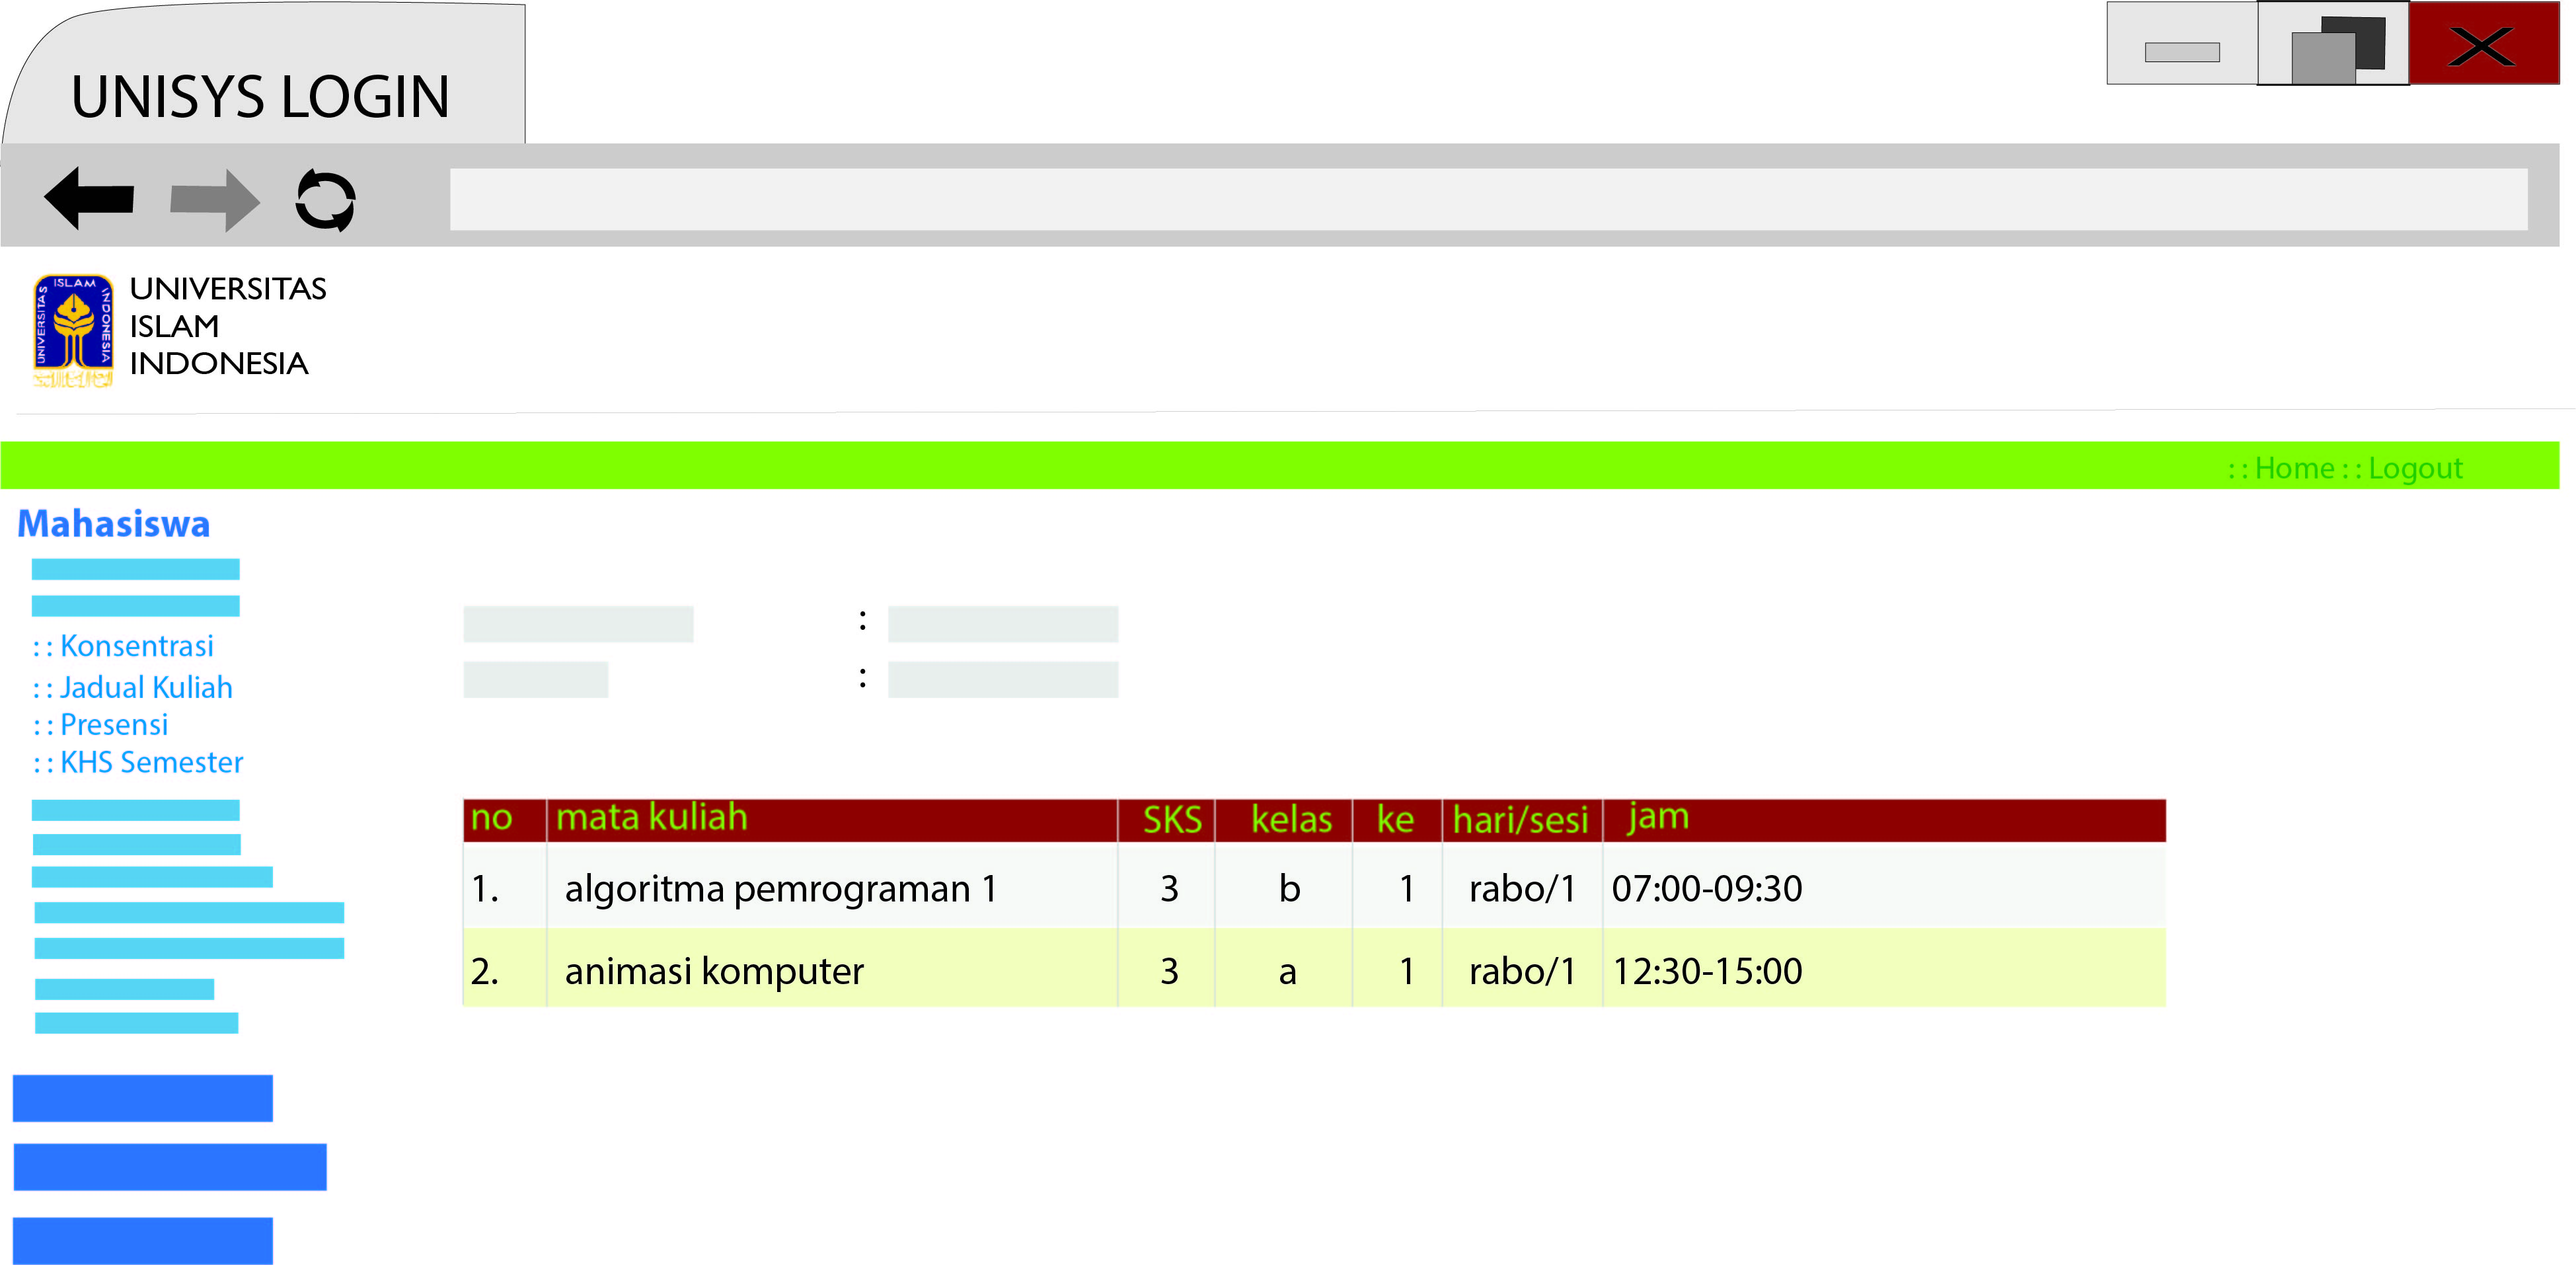 UNISYS LOGIN
UNIVERSITAS ISLAM INDONESIA
UNIVERSITAS
ISLAM
INDONESIA
: : Home : : Logout
Mahasiswa
: : Konsentrasi
: : Jadual Kuliah
: : Presensi
: : KHS Semester
:
:
no mata kuliah SKS kelas ke hari/sesi jam
1. algoritma pemrograman 1 3 b 1 rabo/1 07:00-09:30
2. animasi komputer 3 a 1 rabo/1 12:30-15:00